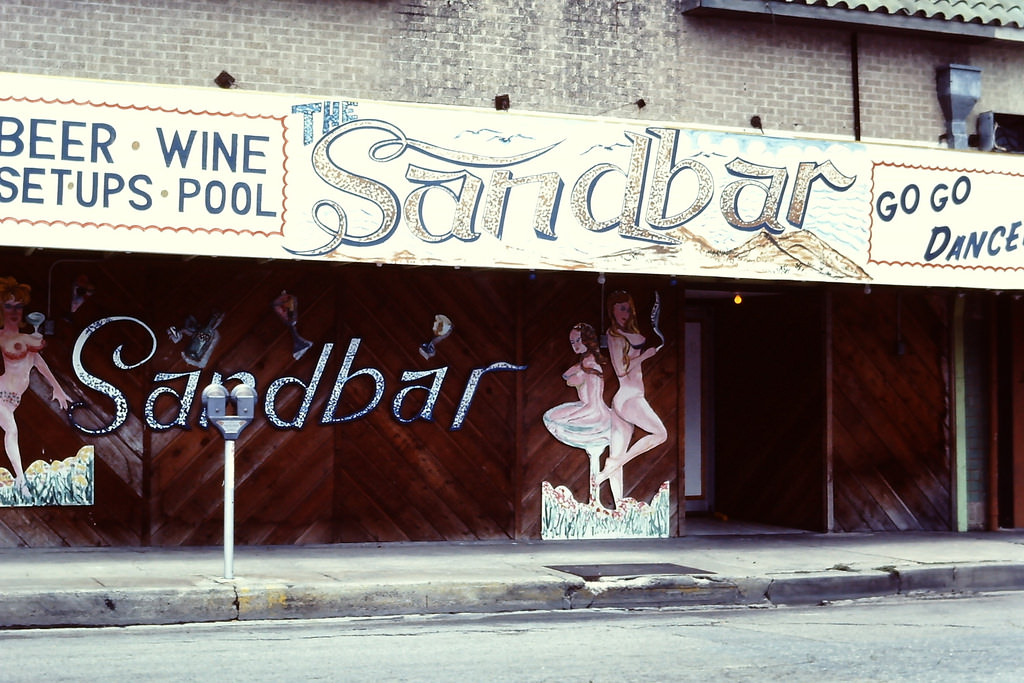 BEER · WINE
SETUPS · POOL
THE
Sandbar
GO GO
DANCE
Sandbar